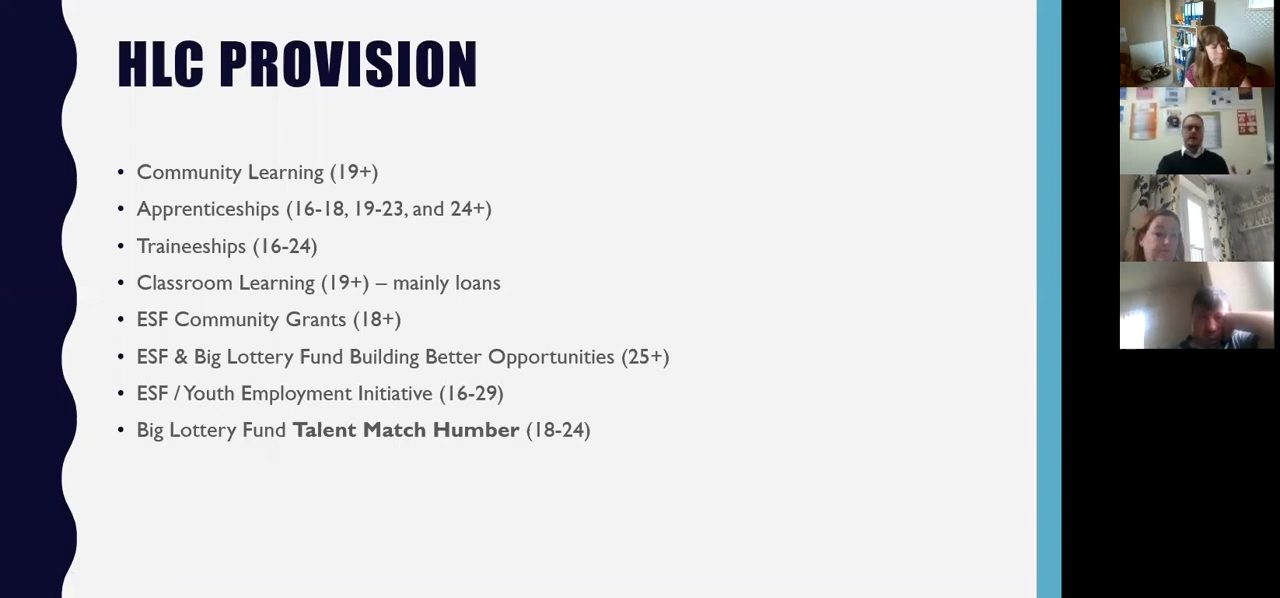 HLC PROVISION
• Community Learning (19+)
• Apprenticeships (16-18, 19-23, and 24+)
• Traineeships (16-24)
• Classroom Learning (19+) – mainly loans
• ESF Community Grants (18+)
• ESF & Big Lottery Fund Building Better Opportunities (25+)
• ESF / Youth Employment Initiative (16-29)
• Big Lottery Fund Talent Match Humber (18-24)